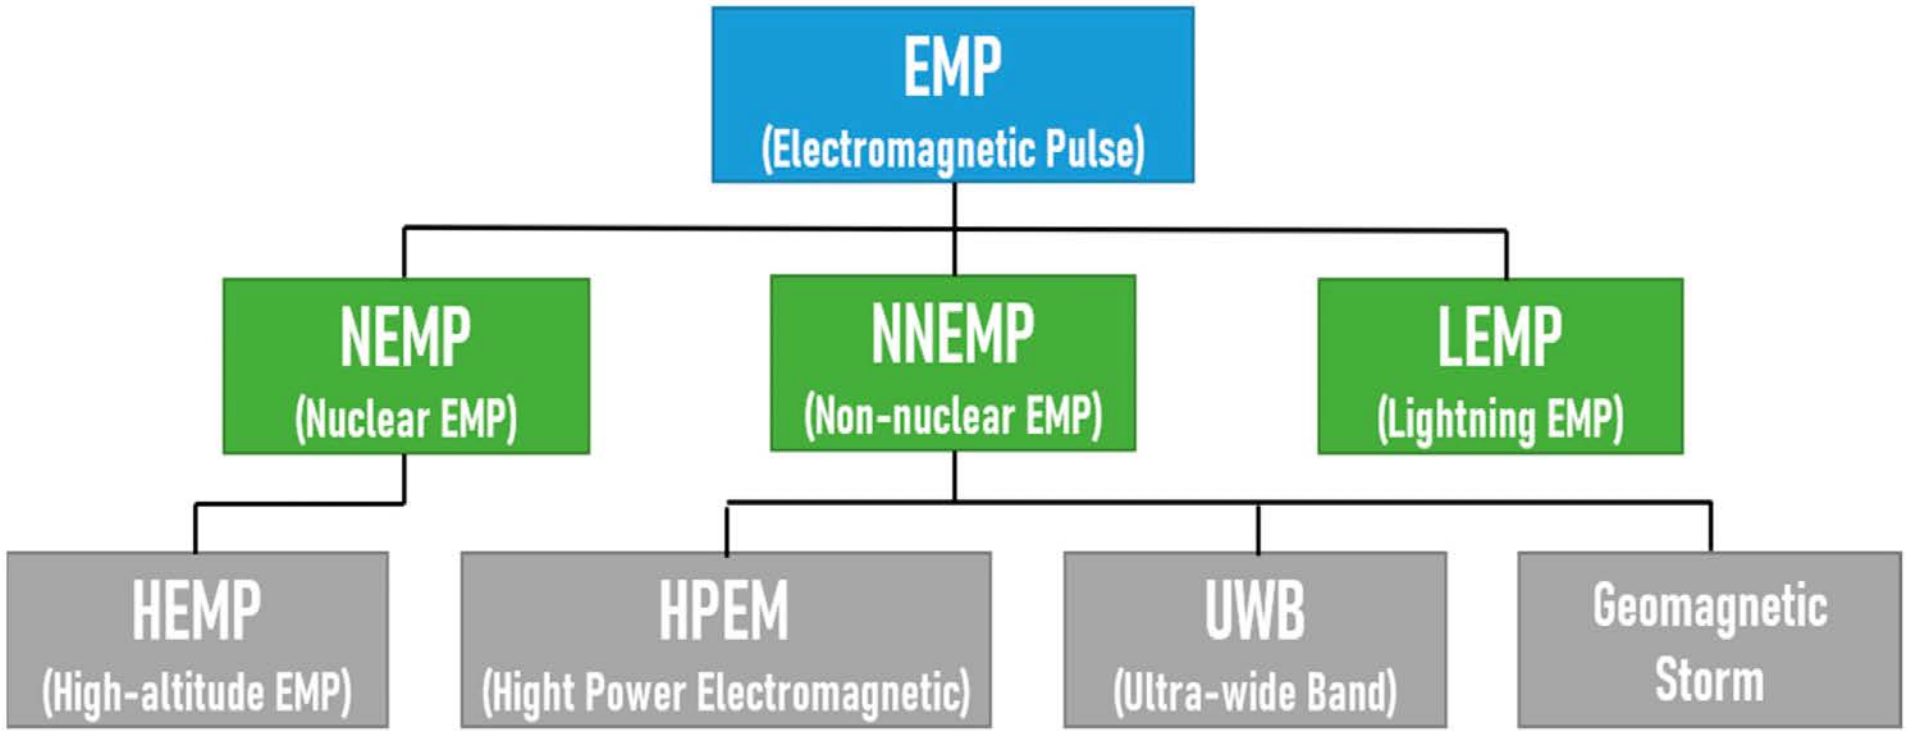 EMP
(Electromagnetic Pulse)
NEMP
(Nuclear EMP)
NNEMP
(Non-nuclear EMP)
LEMP
(Lightning EMP)
HEMP
(High-altitude EMP)
HPEM
(Hight Power Electromagnetic)
UWB
(Ultra-wide Band)
Geomagnetic
Storm